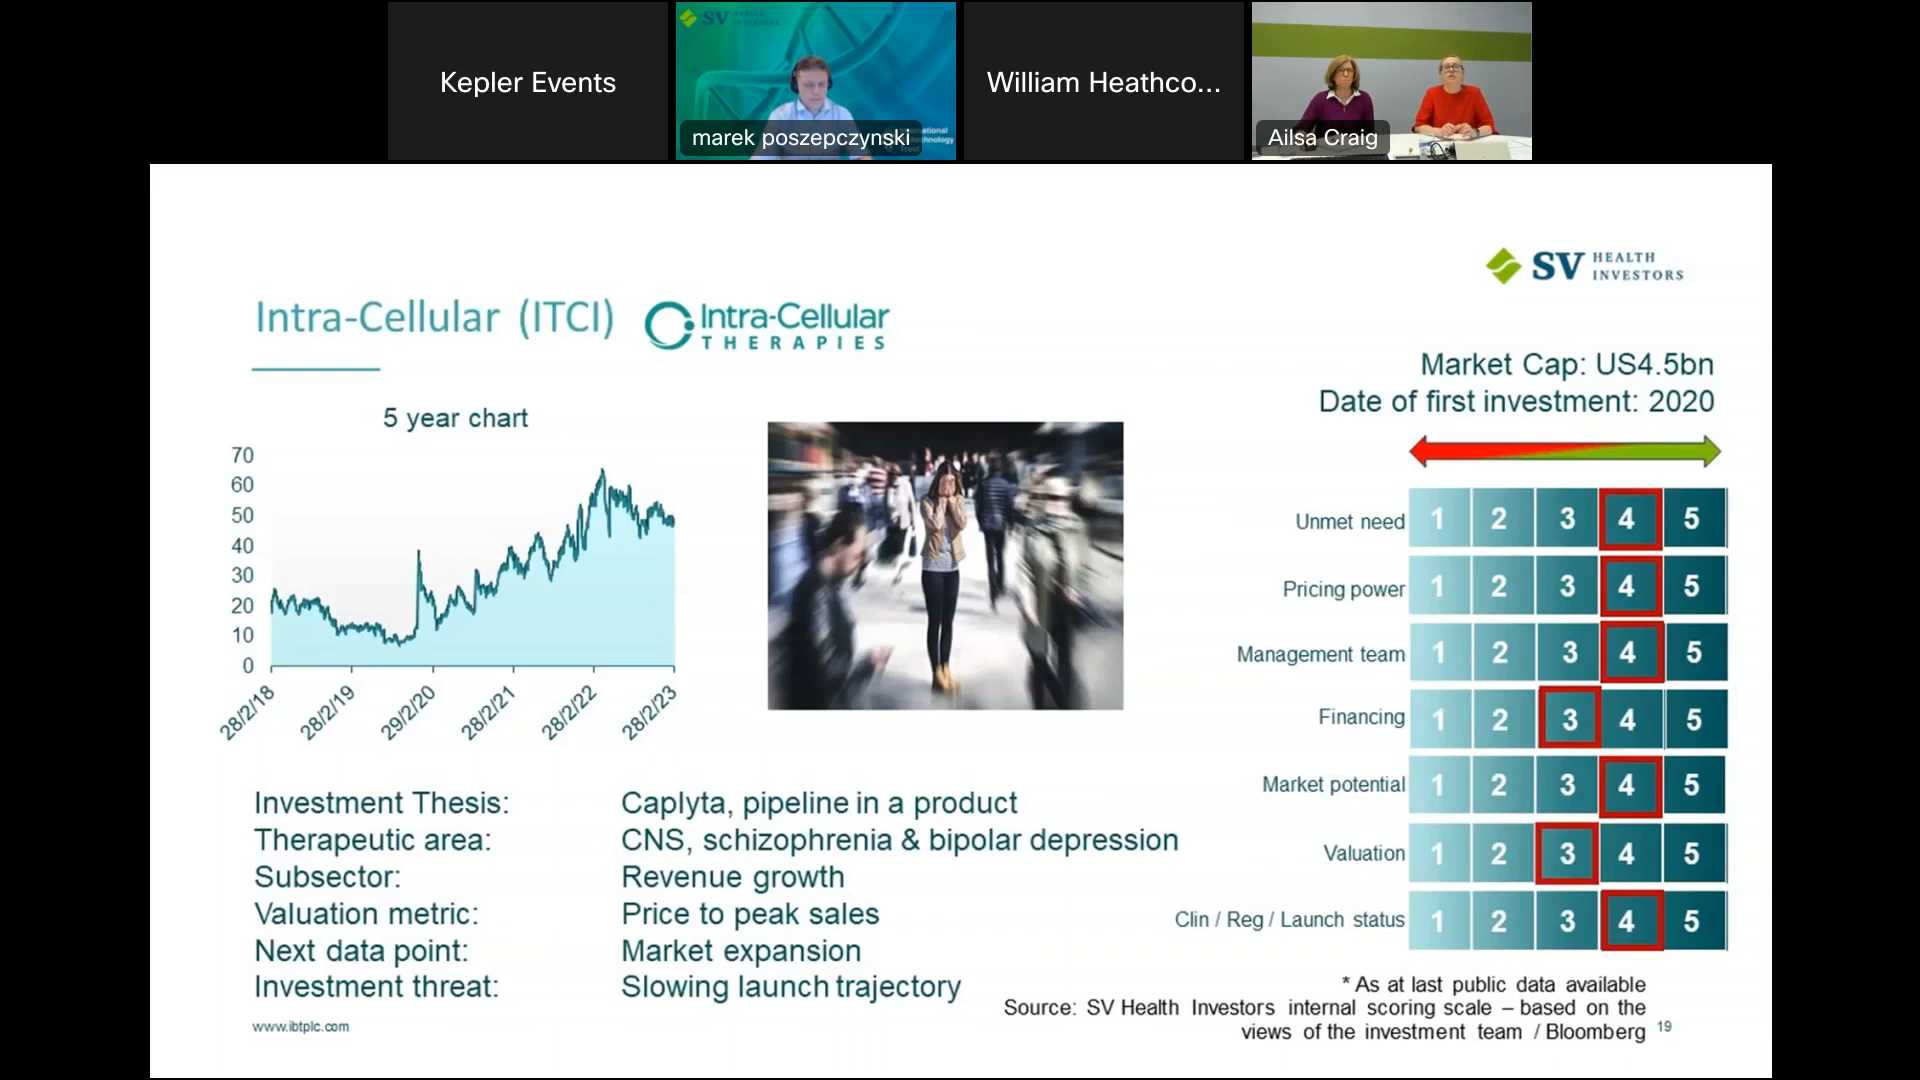 Kepler Events
SV HEALTH
INVESTORS
marek poszepczynski
William Heathco...
Ailsa Craig
SV HEALTH
INVESTORS
Intra-Cellular (ITCI)
Intra-Cellular
THERAPIES
Market Cap: US4.5bn
Date of first investment: 2020
5 year chart
70
60
50
40
30
20
10
0
28/2/18
28/2/19
29/2/20
28/2/21
28/2/22
28/2/23
Unmet need 1 2 3 4 5
Pricing power 1 2 3 4 5
Management team 1 2 3 4 5
Financing 1 2 3 4 5
Market potential 1 2 3 4 5
Valuation 1 2 3 4 5
Clin / Reg / Launch status 1 2 3 4 5
Investment Thesis: Caplyta, pipeline in a product
Therapeutic area: CNS, schizophrenia & bipolar depression
Subsector: Revenue growth
Valuation metric: Price to peak sales
Next data point: Market expansion
Investment threat: Slowing launch trajectory
* As at last public data available
Source: SV Health Investors internal scoring scale – based on the
views of the investment team / Bloomberg
www.ibtplc.com
19